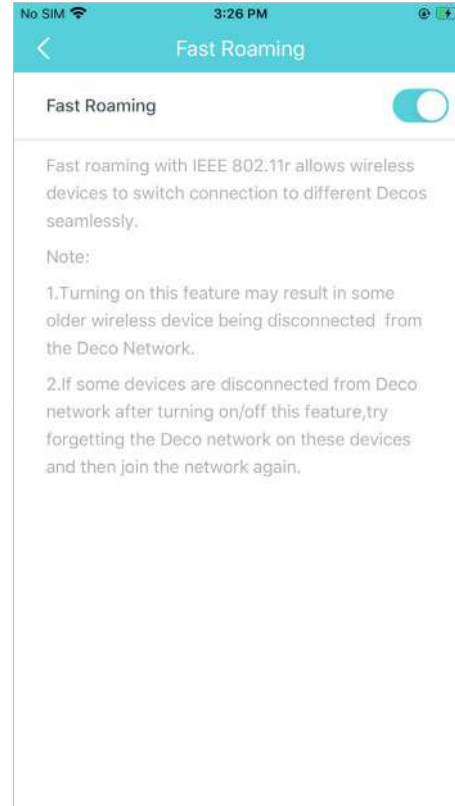 No SIM 3:26 PM
Fast Roaming
Fast Roaming
Fast roaming with IEEE 802.11r allows wireless
devices to switch connection to different Decos
seamlessly.
Note:
1.Turning on this feature may result in some
older wireless device being disconnected from
the Deco Network.
2.If some devices are disconnected from Deco
network after turning on/off this feature,try
forgetting the Deco network on these devices
and then join the network again.